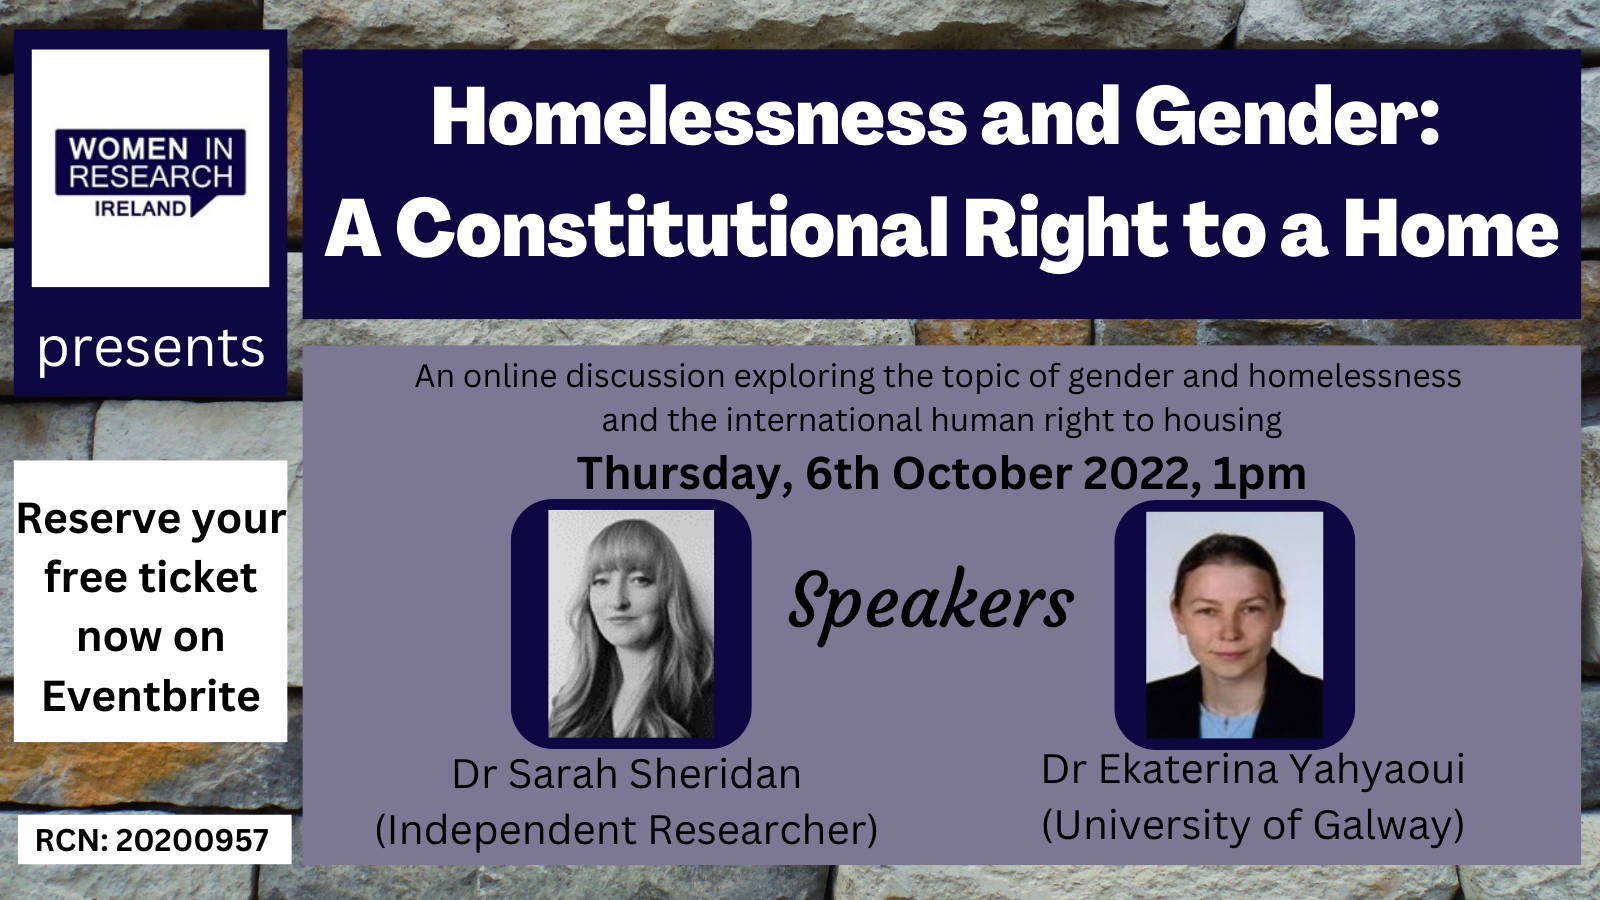 WOMEN IN
RESEARCH
IRELAND
presents
Homelessness and Gender:
A Constitutional Right to a Home
An online discussion exploring the topic of gender and homelessness
and the international human right to housing
Thursday, 6th October 2022, 1pm
Speakers
Dr Sarah Sheridan
(Independent Researcher)
Dr Ekaterina Yahyaoui
(University of Galway)
Reserve your
free ticket
now on
Eventbrite
RCN: 20200957